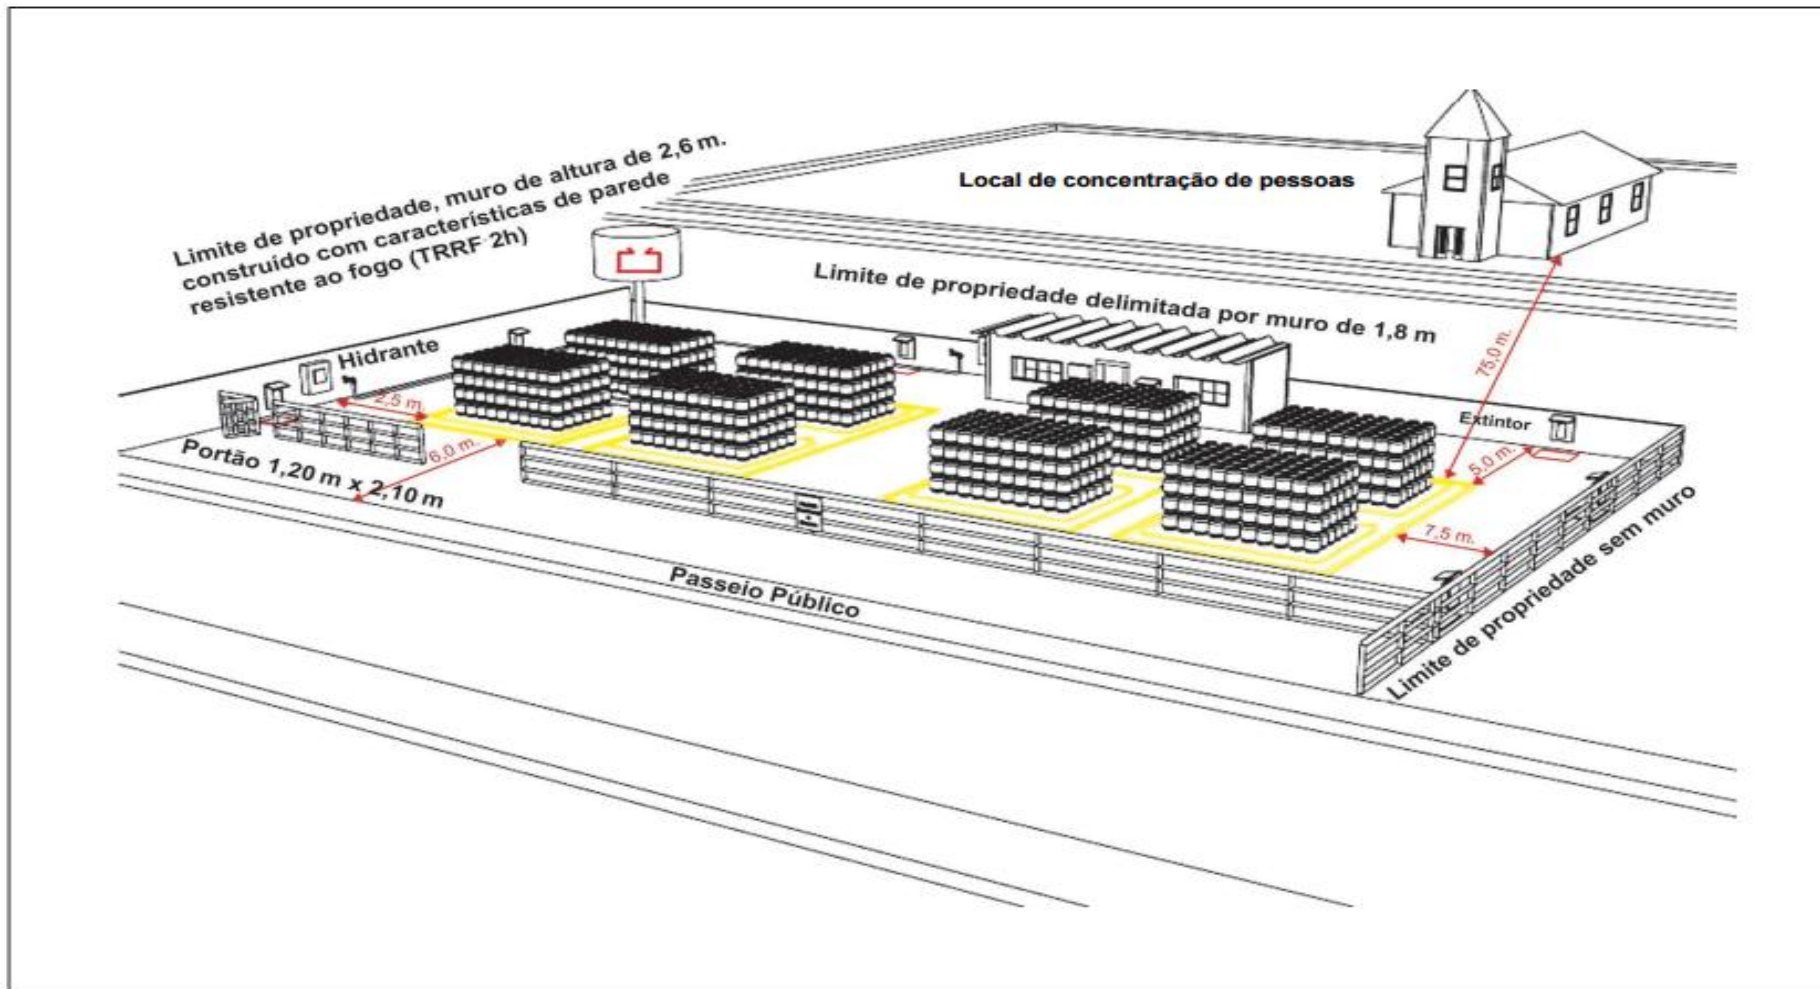 Limite de propriedade, muro de altura de 2,6 m.
construído com características de parede
resistente ao fogo (TRRF 2h)
Local de concentração de pessoas
Limite de propriedade delimitada por muro de 1,8 m
75,0 m.
Hidrante
2,5 m.
Extintor
6,0 m.
5,0 m.
Portão 1,20 m x 2,10 m
7,5 m.
Limite de propriedade sem muro
Passeio Público